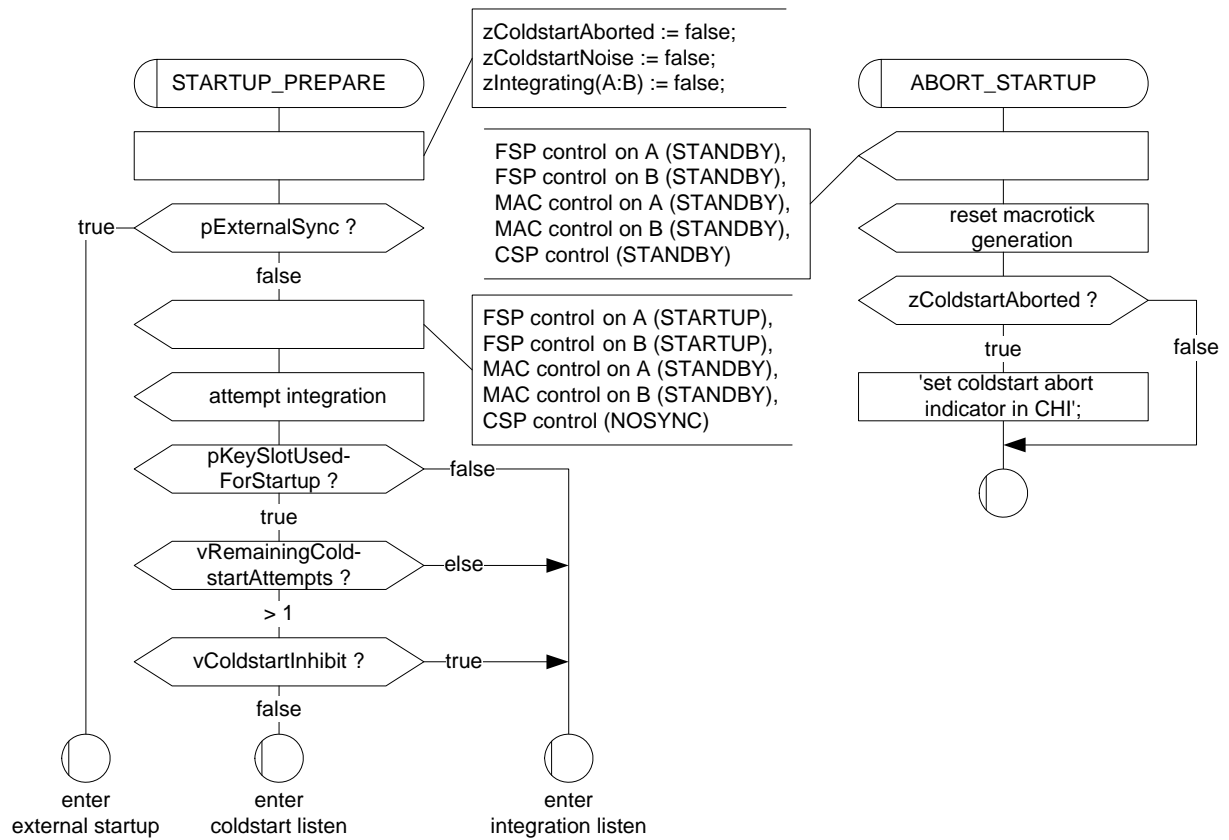 STARTUP_PREPARE
zColdstartAborted := false;
zColdstartNoise := false;
zIntegrating(A:B) := false;
true
pExternalSync ?
false
FSP control on A (STARTUP),
FSP control on B (STARTUP),
MAC control on A (STANDBY),
MAC control on B (STANDBY),
CSP control (NOSYNC)
attempt integration
pKeySlotUsed-
ForStartup ?
false
true
vRemainingCold-
startAttempts ?
else
> 1
vColdstartInhibit ?
true
false
enter
external startup
enter
coldstart listen
enter
integration listen
ABORT_STARTUP
FSP control on A (STANDBY),
FSP control on B (STANDBY),
MAC control on A (STANDBY),
MAC control on B (STANDBY),
CSP control (STANDBY)
reset macrotick
generation
zColdstartAborted ?
true
false
'set coldstart abort
indicator in CHI';